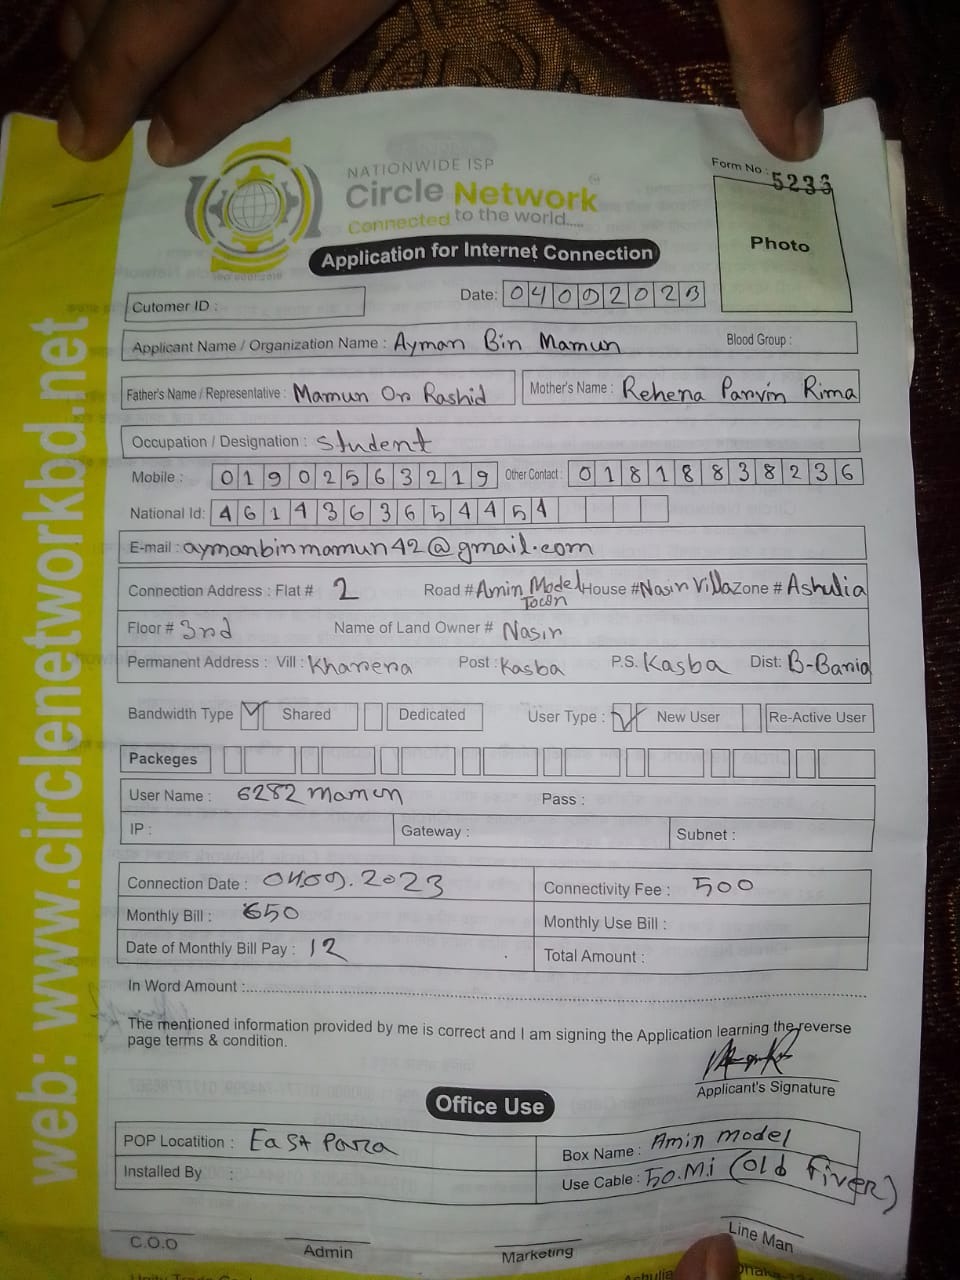 NATIONWIDE ISP
Circle Network
Connected to the world.....
Form No : 5233
Application for Internet Connection
Photo
Cutomer ID :
Date: 04092023
Applicant Name / Organization Name : Ayman Bin Mamun Blood Group :
Father's Name / Representative : Mamun Or Rashid Mother's Name : Rehena Parvin Rima
Occupation / Designation : Student
Mobile : 01902563219 Other Contact : 01818838236
National Id: 4614363654454
E-mail : aymanbinmamun42@gmail.com
Connection Address : Flat # 2 Road # Amin Model Town House # Nasir Villa Zone # Ashulia
Floor # 3nd Name of Land Owner # Nasir
Permanent Address : Vill : Kharera Post : Kasba P.S. Kasba Dist: B-Baria
Bandwidth Type Shared Dedicated User Type : New User Re-Active User
Packeges
User Name : 6282 mamun Pass :
IP : Gateway : Subnet :
Connection Date : 04.09.2023 Connectivity Fee : 500
Monthly Bill : 650 Monthly Use Bill :
Date of Monthly Bill Pay : 12 Total Amount :
In Word Amount :
The mentioned information provided by me is correct and I am signing the Application learning the reverse
page terms & condition.
Applicant's Signature
Office Use
POP Locatition : East Para Box Name : Amin model
Installed By : Use Cable : 50.Mi (Old Fiver)
C.O.O Admin Marketing Line Man
web: www.circlenetworkbd.net